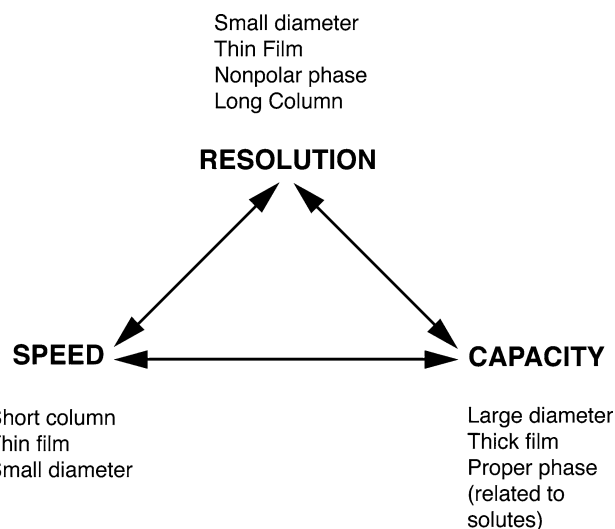 Small diameter
Thin Film
Nonpolar phase
Long Column
RESOLUTION
SPEED
CAPACITY
Short column
Thin film
Small diameter
Large diameter
Thick film
Proper phase
(related to
solutes)